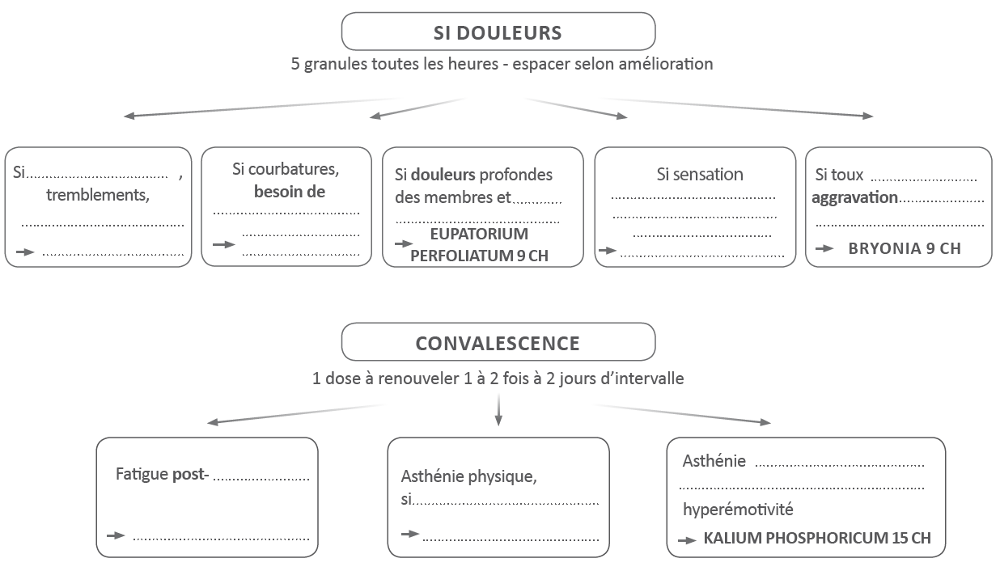 SI DOULEURS
5 granules toutes les heures - espacer selon amélioration
Si.................................. ,
tremblements,
.......................................
..................................
Si courbatures,
besoin de
...................................
............................
............................
Si douleurs profondes
des membres et............
.......................................
EUPATORIUM
PERFOLIATUM 9 CH
Si sensation
.......................................
.......................................
.................................
.......................................
Si toux ..........................
aggravation.....................
.........................................
BRYONIA 9 CH
CONVALESCENCE
1 dose à renouveler 1 à 2 fois à 2 jours d’intervalle
Fatigue post- ........................
...........................................
Asthénie physique,
si.............................................
...........................................
Asthénie .........................................
...........................................................
hyperémotivité
KALIUM PHOSPHORICUM 15 CH